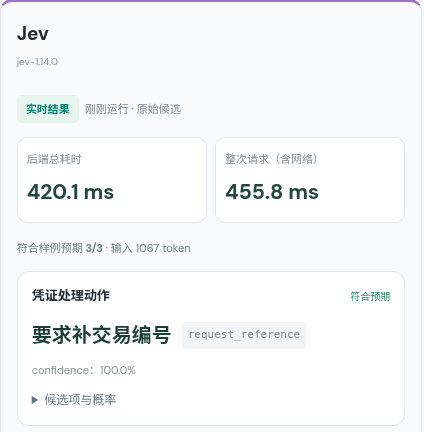 Jev
jev-1.14.0
实时结果 刚刚运行 · 原始候选
后端总耗时
420.1 ms
整次请求（含网络）
455.8 ms
符合样例预期 3/3 · 输入 1067 token
凭证处理动作 符合预期
要求补交易编号 request_reference
confidence：100.0%
▶ 候选项与概率